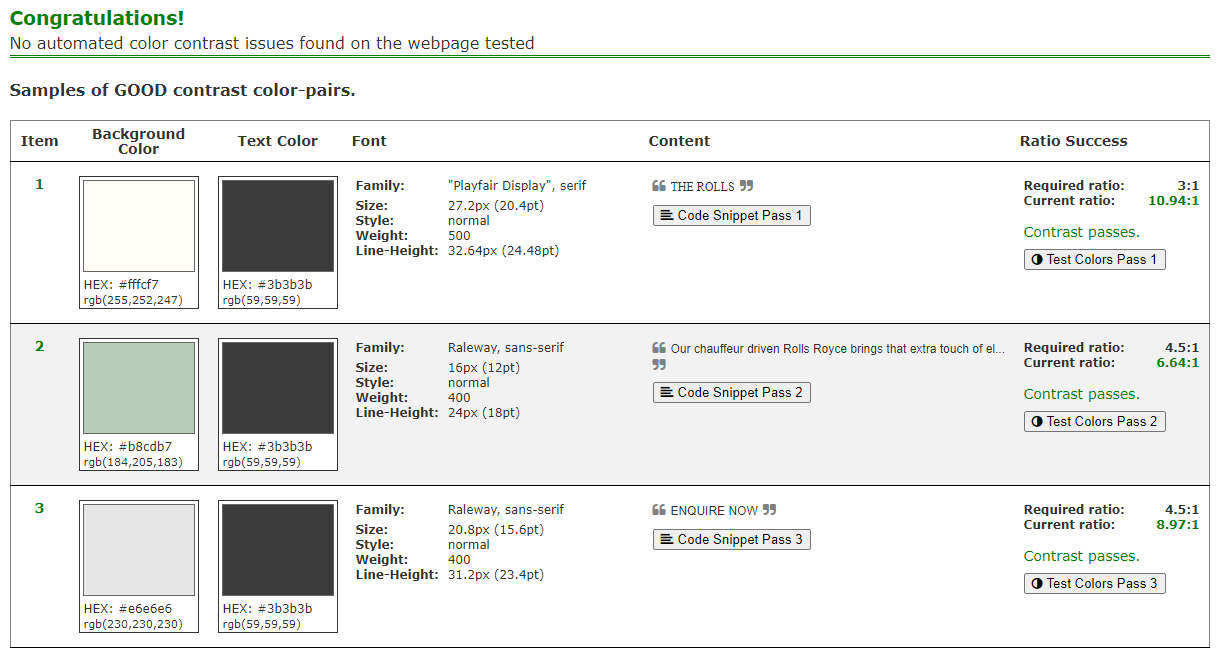 Congratulations!
No automated color contrast issues found on the webpage tested
Samples of GOOD contrast color-pairs.
Item Background Color Text Color Font Content Ratio Success
1
HEX: #fffcf7
rgb(255,252,247)
HEX: #3b3b3b
rgb(59,59,59)
Family: "Playfair Display", serif
Size: 27.2px (20.4pt)
Style: normal
Weight: 500
Line-Height: 32.64px (24.48pt)
❝ THE ROLLS ❞
Code Snippet Pass 1
Required ratio: 3:1
Current ratio: 10.94:1
Contrast passes.
Test Colors Pass 1
2
HEX: #b8cdb7
rgb(184,205,183)
HEX: #3b3b3b
rgb(59,59,59)
Family: Raleway, sans-serif
Size: 16px (12pt)
Style: normal
Weight: 400
Line-Height: 24px (18pt)
❝ Our chauffeur driven Rolls Royce brings that extra touch of el...
❞
Code Snippet Pass 2
Required ratio: 4.5:1
Current ratio: 6.64:1
Contrast passes.
Test Colors Pass 2
3
HEX: #e6e6e6
rgb(230,230,230)
HEX: #3b3b3b
rgb(59,59,59)
Family: Raleway, sans-serif
Size: 20.8px (15.6pt)
Style: normal
Weight: 400
Line-Height: 31.2px (23.4pt)
❝ ENQUIRE NOW ❞
Code Snippet Pass 3
Required ratio: 4.5:1
Current ratio: 8.97:1
Contrast passes.
Test Colors Pass 3